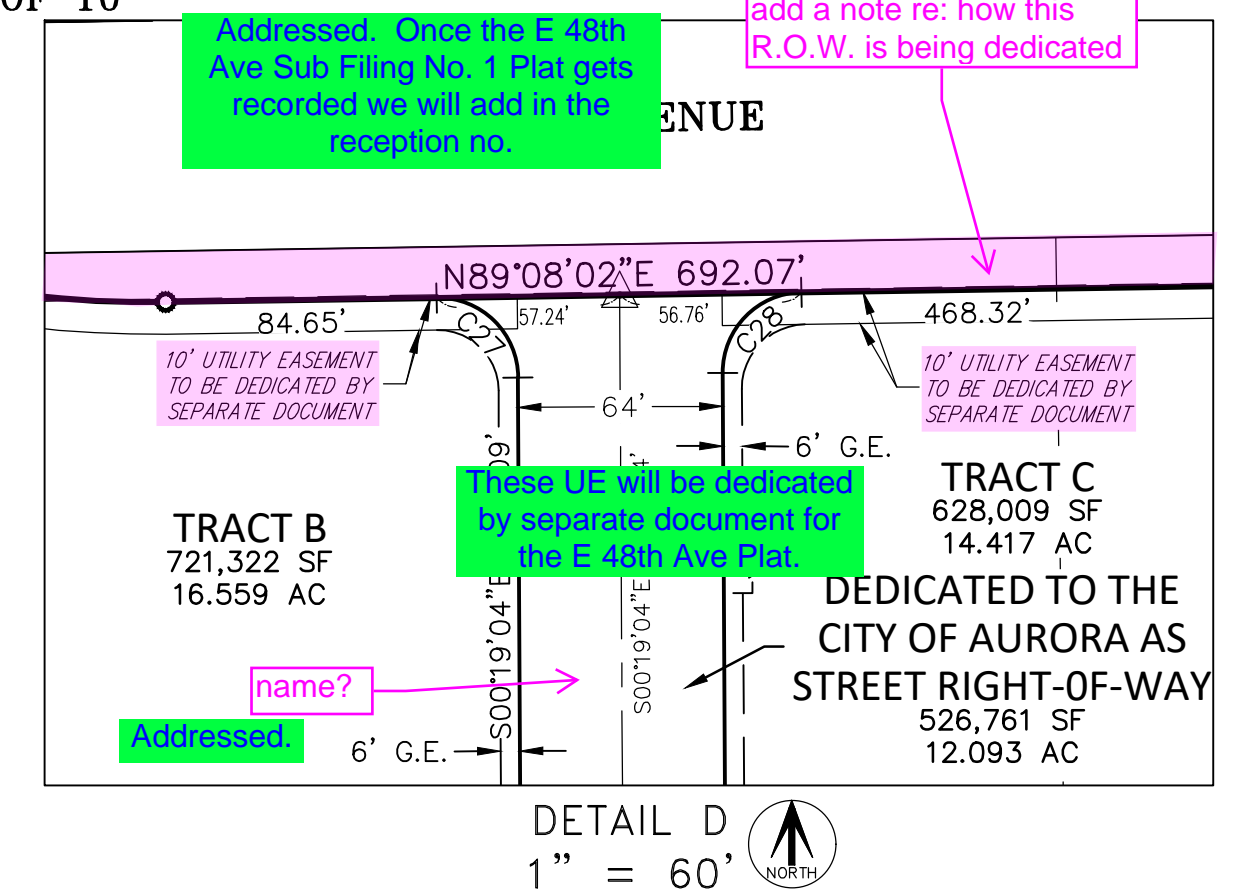 OF 10
Addressed. Once the E 48th
Ave Sub Filing No. 1 Plat gets
recorded we will add in the
reception no.
add a note re: how this
R.O.W. is being dedicated
ENUE
N89°08'02"E 692.07'
84.65'
C27
57.24'
56.76'
C28
468.32'
10' UTILITY EASEMENT
TO BE DEDICATED BY
SEPARATE DOCUMENT
10' UTILITY EASEMENT
TO BE DEDICATED BY
SEPARATE DOCUMENT
64'
6' G.E.
These UE will be dedicated
by separate document for
the E 48th Ave Plat.
TRACT B
721,322 SF
16.559 AC
TRACT C
628,009 SF
14.417 AC
S00°19'04"E
09'
S00°19'04"E
4'
DEDICATED TO THE
CITY OF AURORA AS
STREET RIGHT-0F-WAY
526,761 SF
12.093 AC
name?
Addressed.
6' G.E.
DETAIL D
1" = 60'
NORTH